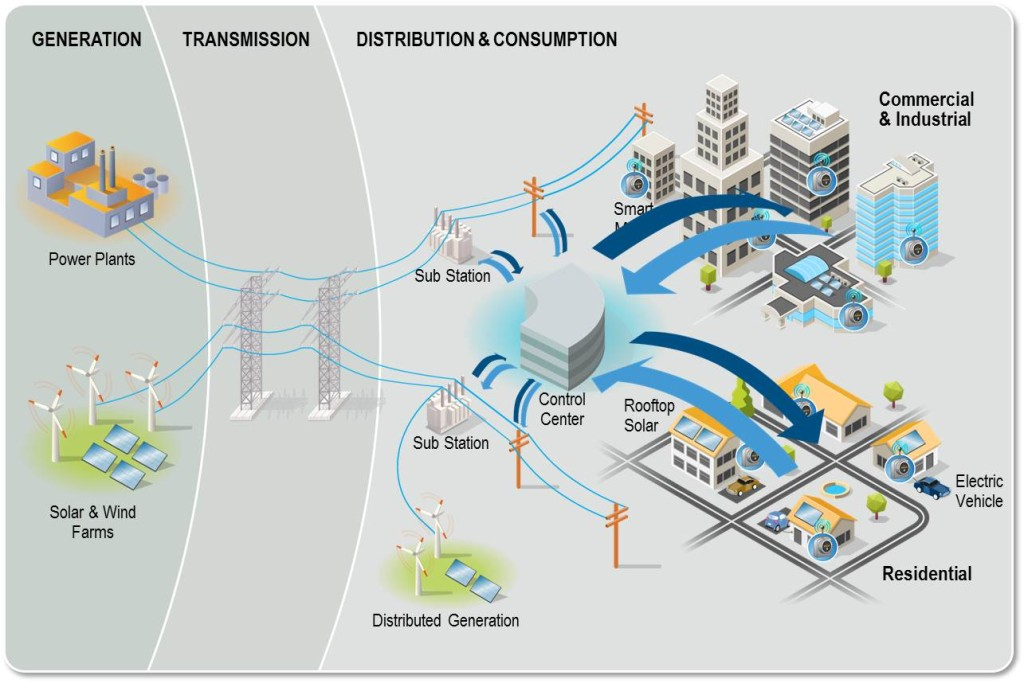 GENERATION
TRANSMISSION
DISTRIBUTION & CONSUMPTION
Commercial
& Industrial
Power Plants
Smart
Sub Station
Control
Center
Rooftop
Solar
Sub Station
Electric
Vehicle
Solar & Wind
Farms
Residential
Distributed Generation